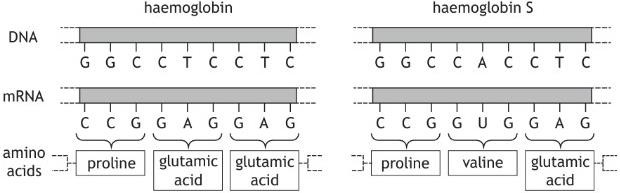 haemoglobin haemoglobin S
DNA
G G C C T C C T C G G C C A C C T C
mRNA
C C G G A G G A G C C G G U G G A G
amino acids proline glutamic acid glutamic acid proline valine glutamic acid